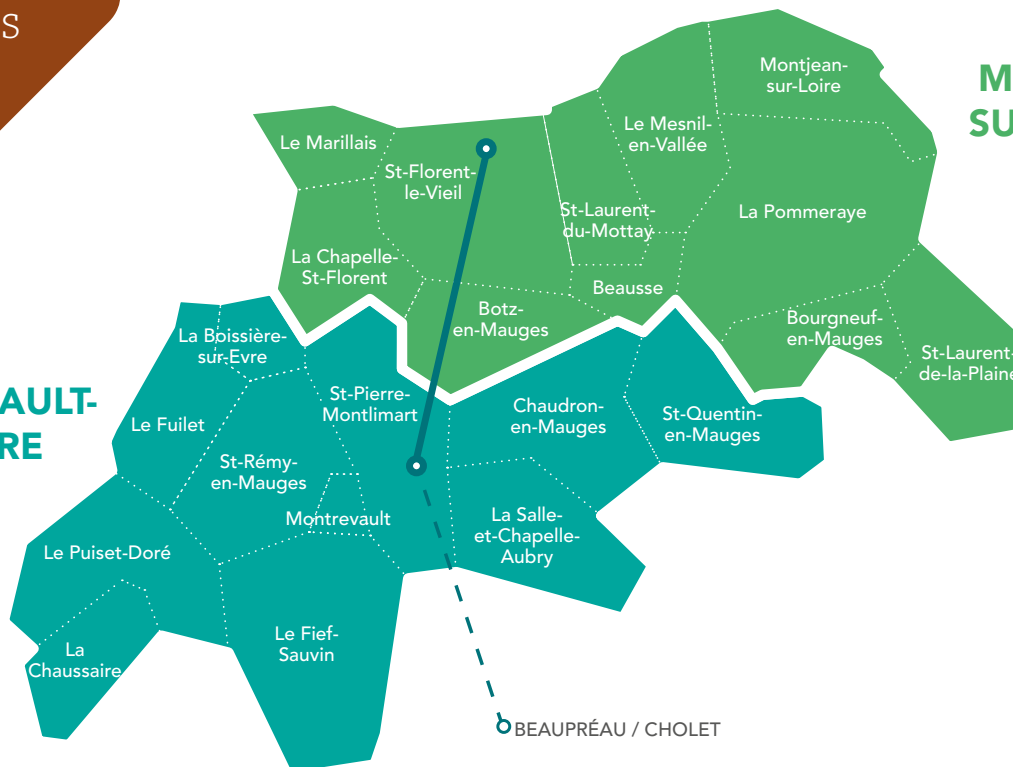 S
M
SU
Montjean-
sur-Loire
Le Mesnil-
en-Vallée
Le Marillais
St-Florent-
le-Vieil
St-Laurent-
du-Mottay
La Pommeraye
La Chapelle-
St-Florent
Beausse
Botz-
en-Mauges
Bourgneuf-
en-Mauges
St-Laurent-
de-la-Plaine
La Boissière-
sur-Evre
AULT-
RE
St-Pierre-
Montlimart
Chaudron-
en-Mauges
St-Quentin-
en-Mauges
Le Fuilet
St-Rémy-
en-Mauges
Montrevault
La Salle-
et-Chapelle-
Aubry
Le Puiset-Doré
Le Fief-
Sauvin
La
Chaussaire
BEAUPRÉAU / CHOLET